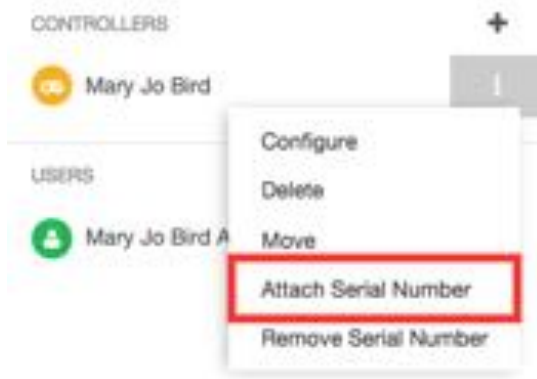 CONTROLLERS
Mary Jo Bird
Configure
USERS
Delete
Mary Jo Bird A
Move
Attach Serial Number
Remove Serial Number